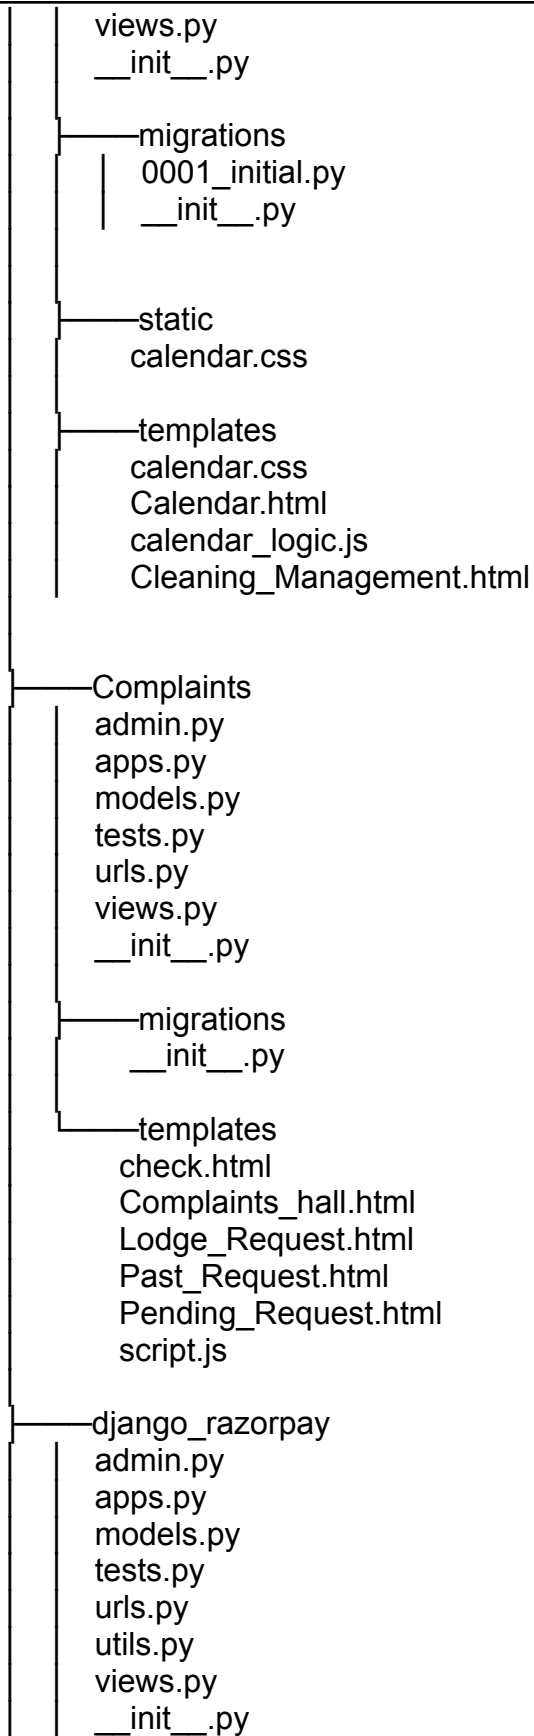 views.py
__init__.py
migrations
0001_initial.py
__init__.py
static
calendar.css
templates
calendar.css
Calendar.html
calendar_logic.js
Cleaning_Management.html
Complaints
admin.py
apps.py
models.py
tests.py
urls.py
views.py
__init__.py
migrations
__init__.py
templates
check.html
Complaints_hall.html
Lodge_Request.html
Past_Request.html
Pending_Request.html
script.js
django_razorpay
admin.py
apps.py
models.py
tests.py
urls.py
utils.py
views.py
__init__.py